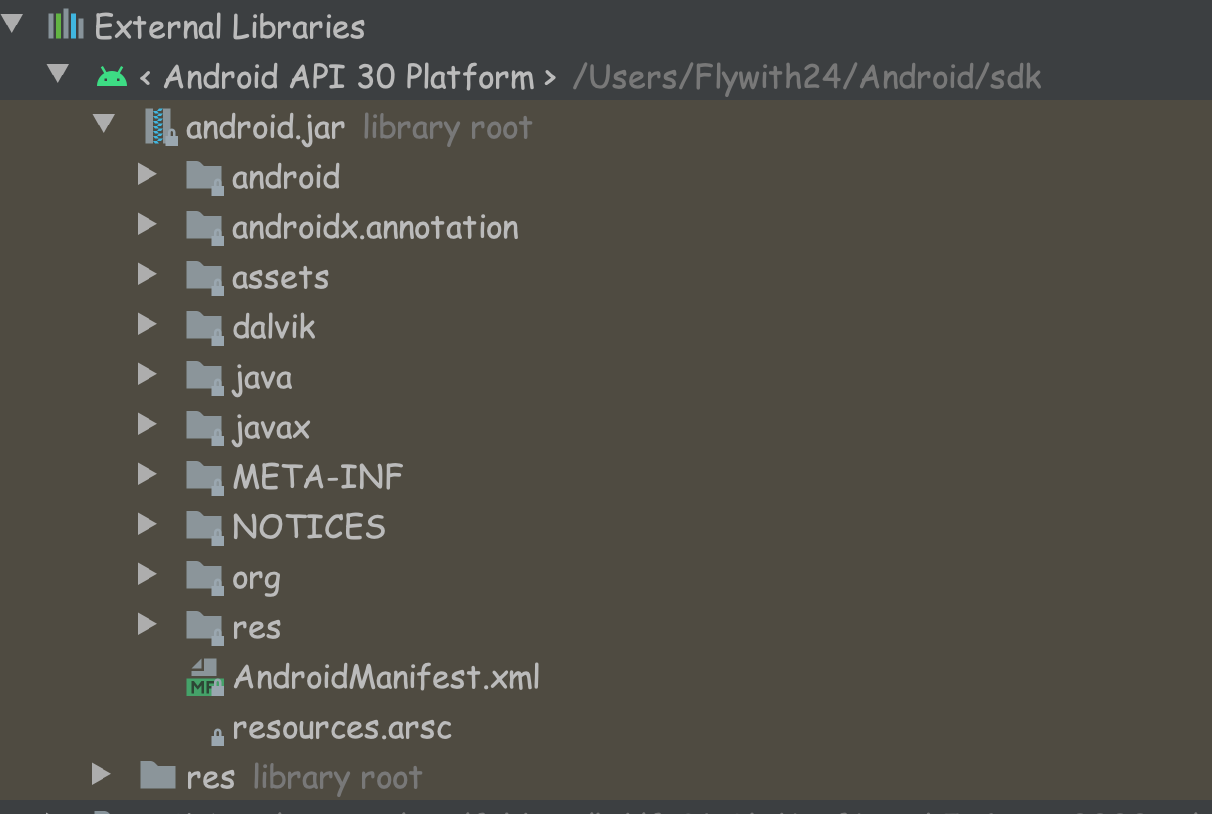 External Libraries
< Android API 30 Platform > /Users/Flywith24/Android/sdk
android.jar library root
android
androidx.annotation
assets
dalvik
java
javax
META-INF
NOTICES
org
res
MF AndroidManifest.xml
resources.arsc
res library root